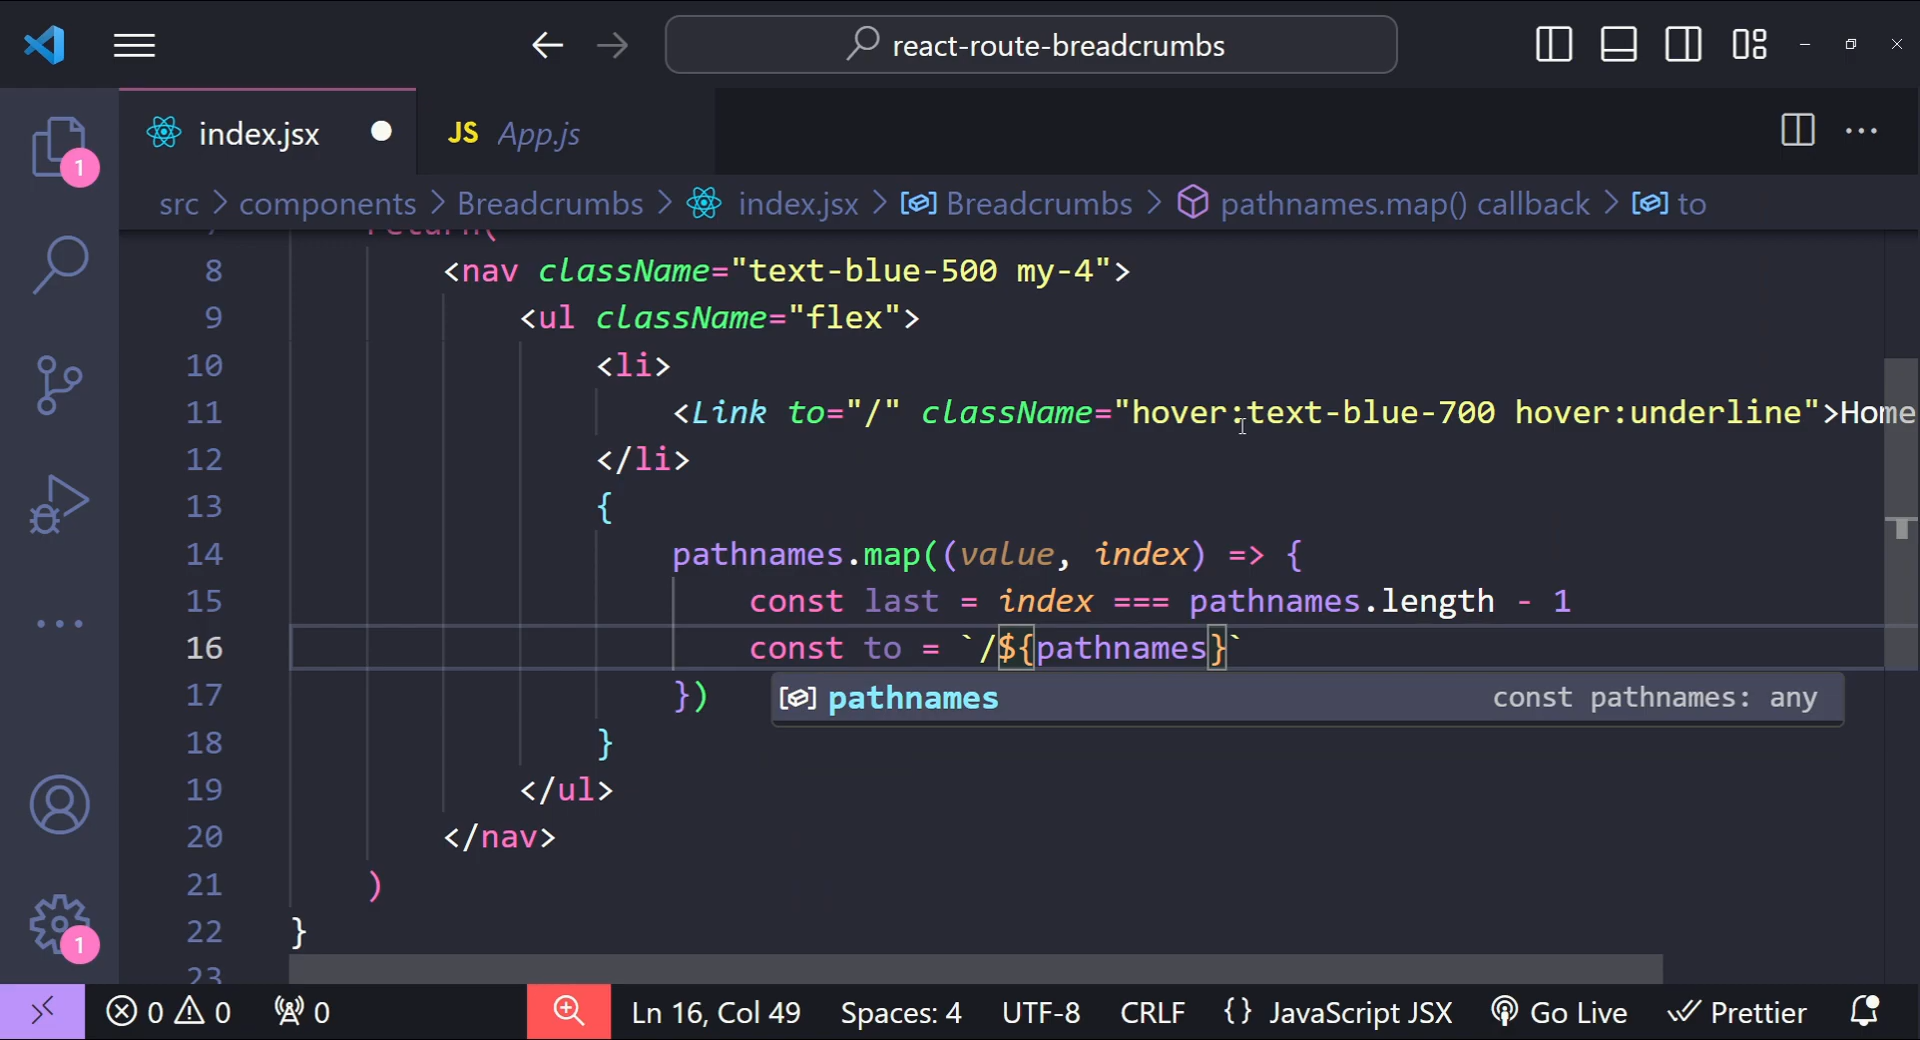 react-route-breadcrumbs
index.jsx
JS App.js
1
src > components > Breadcrumbs > index.jsx > Breadcrumbs > pathnames.map() callback > to
return(
8 <nav className="text-blue-500 my-4">
9 <ul className="flex">
10 <li>
11 <Link to="/" className="hover:text-blue-700 hover:underline">Home
12 </li>
13 {
14 pathnames.map((value, index) => {
15 const last = index === pathnames.length - 1
16 const to = `/${pathnames}`
17 })
pathnames const pathnames: any
18 }
19 </ul>
20 </nav>
21 )
22 }
23
1
0 0 0 Ln 16, Col 49 Spaces: 4 UTF-8 CRLF {} JavaScript JSX Go Live Prettier